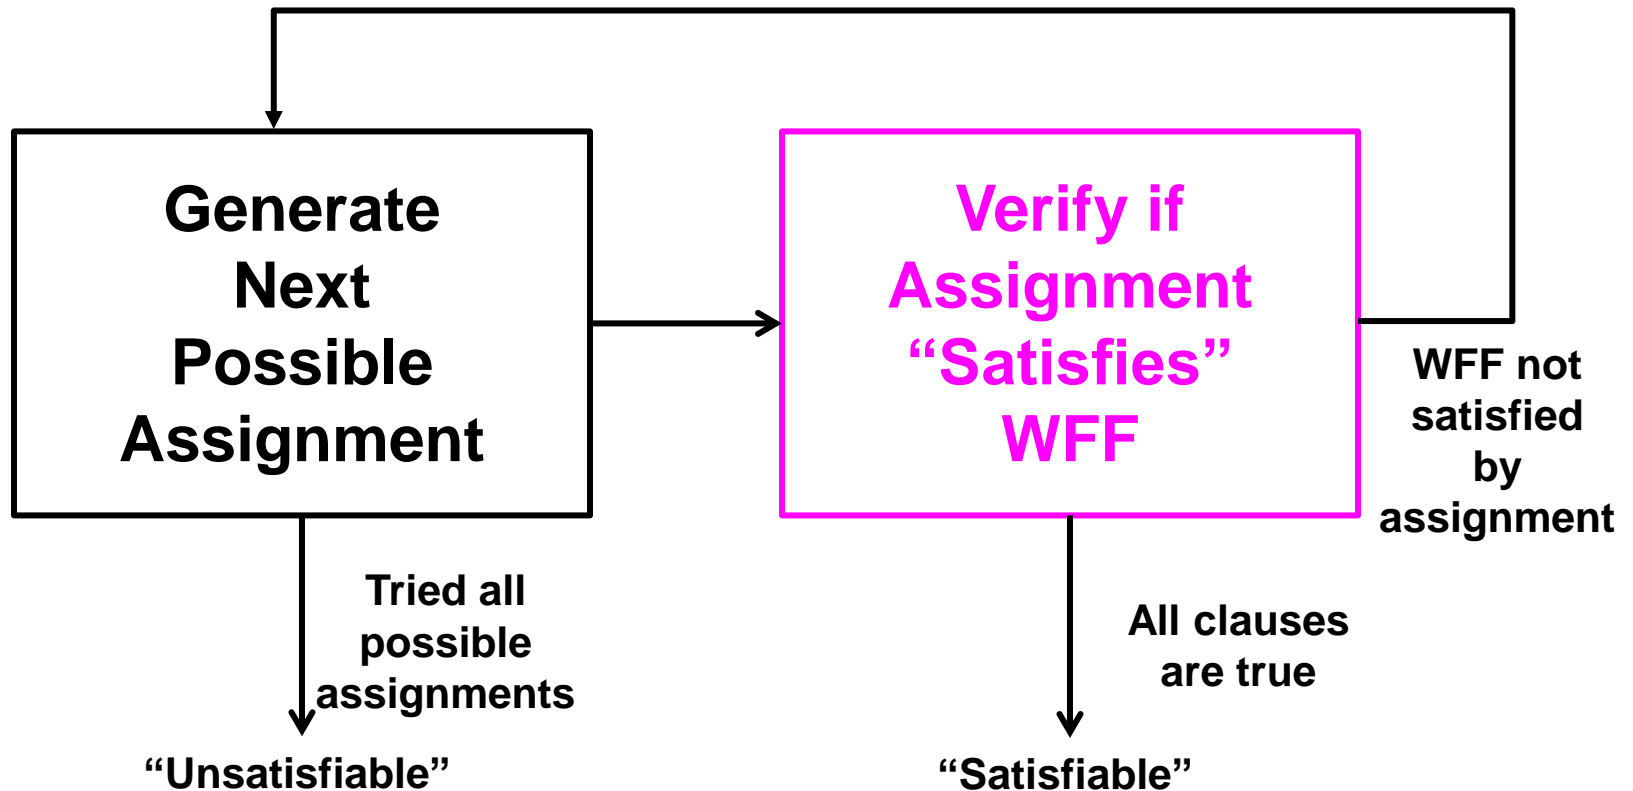 Generate
Next
Possible
Assignment
Verify if
Assignment
“Satisfies”
WFF
WFF not
satisfied
by
assignment
Tried all
possible
assignments
All clauses
are true
“Unsatisfiable”
“Satisfiable”